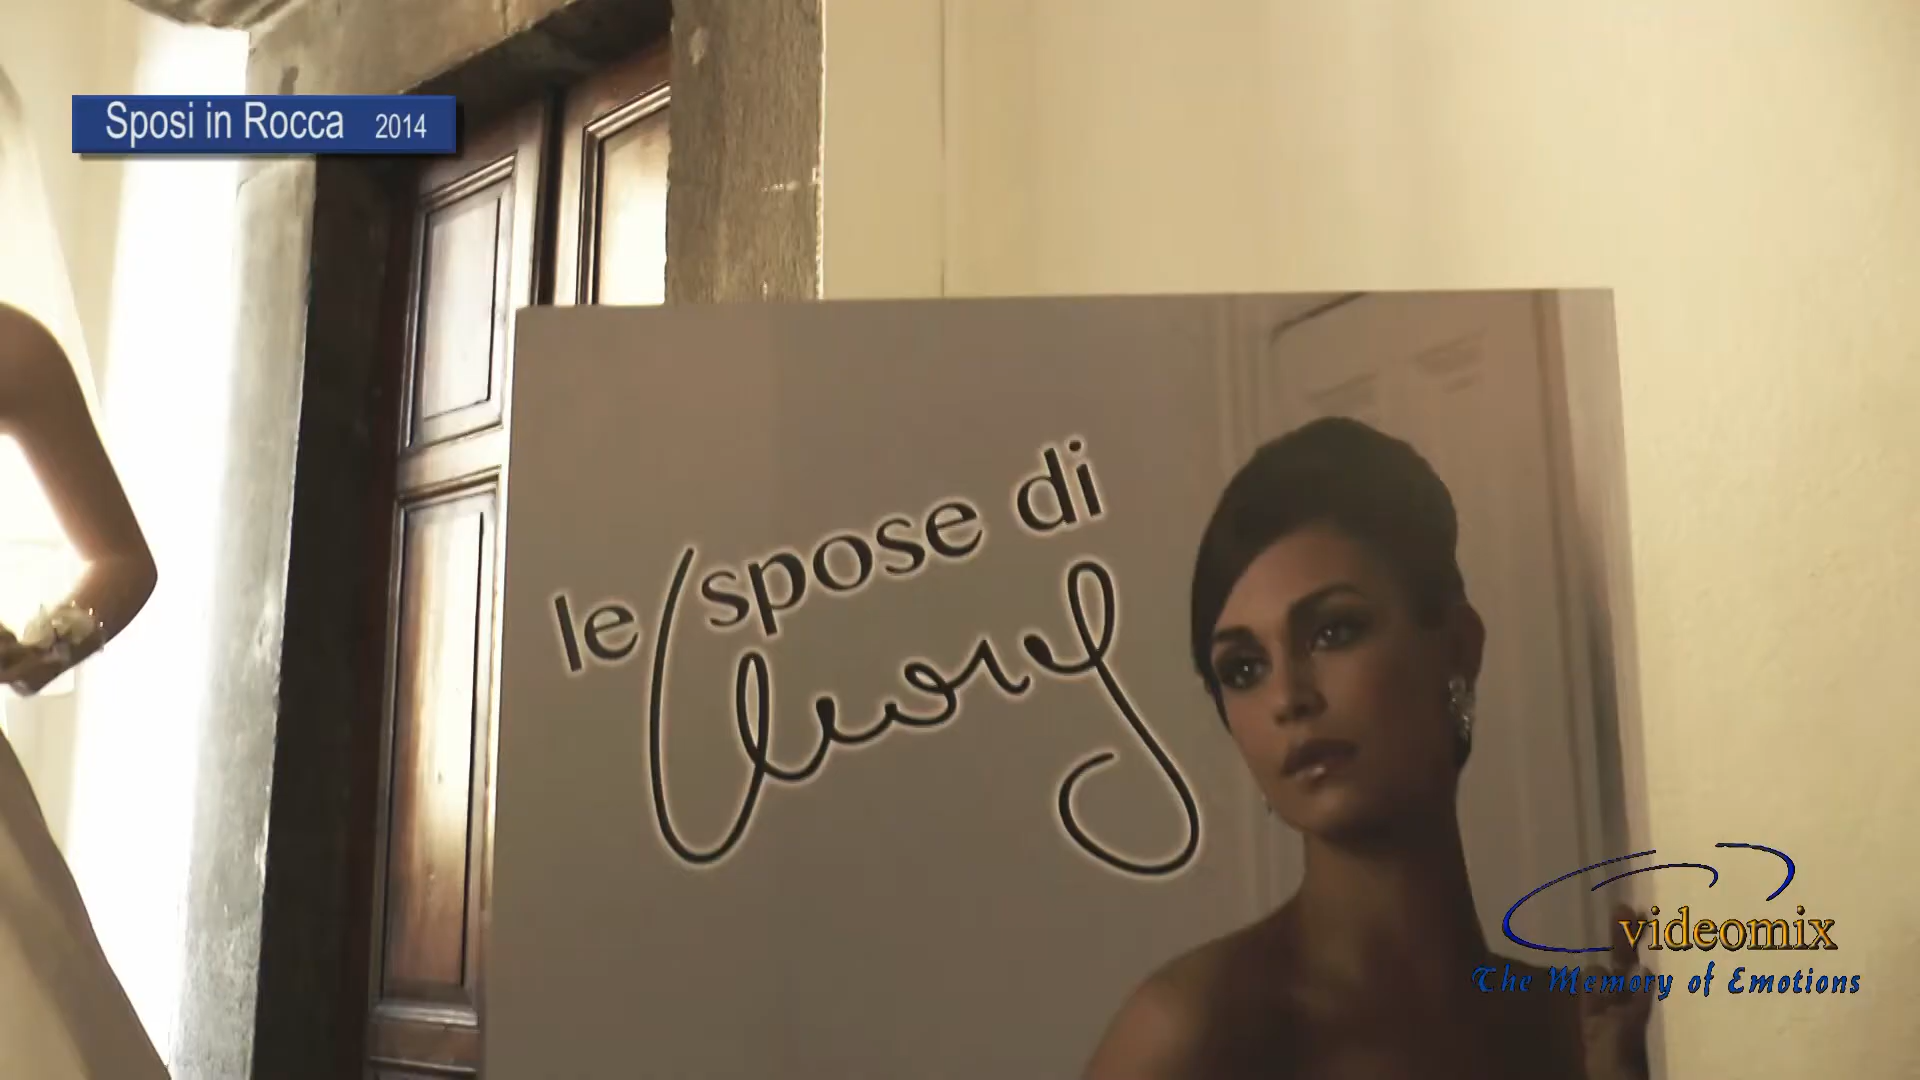 Sposi in Rocca 2014
le spose di
videomix
The Memory of Emotions